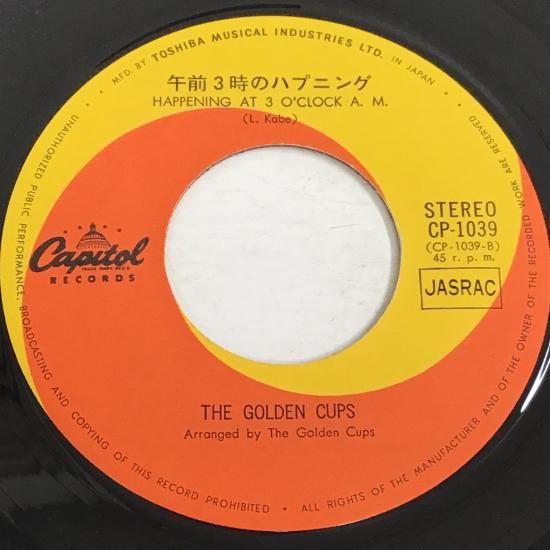 MFD. BY TOSHIBA MUSICAL INDUSTRIES LTD. IN JAPAN
午前3時のハプニング
HAPPENING AT 3 O'CLOCK A. M.
(L. Kabe)
Capitol
TRADE MARK REG'D
RECORDS
STEREO
CP-1039
(CP-1039-B)
45 r. p. m.
JASRAC
THE GOLDEN CUPS
Arranged by The Golden Cups
UNAUTHORIZED PUBLIC PERFORMANCE, BROADCASTING AND COPYING OF THIS RECORD PROHIBITED • ALL RIGHTS OF THE MANUFACTURER AND OF THE OWNER OF THE RECORDED WORK ARE RESERVED